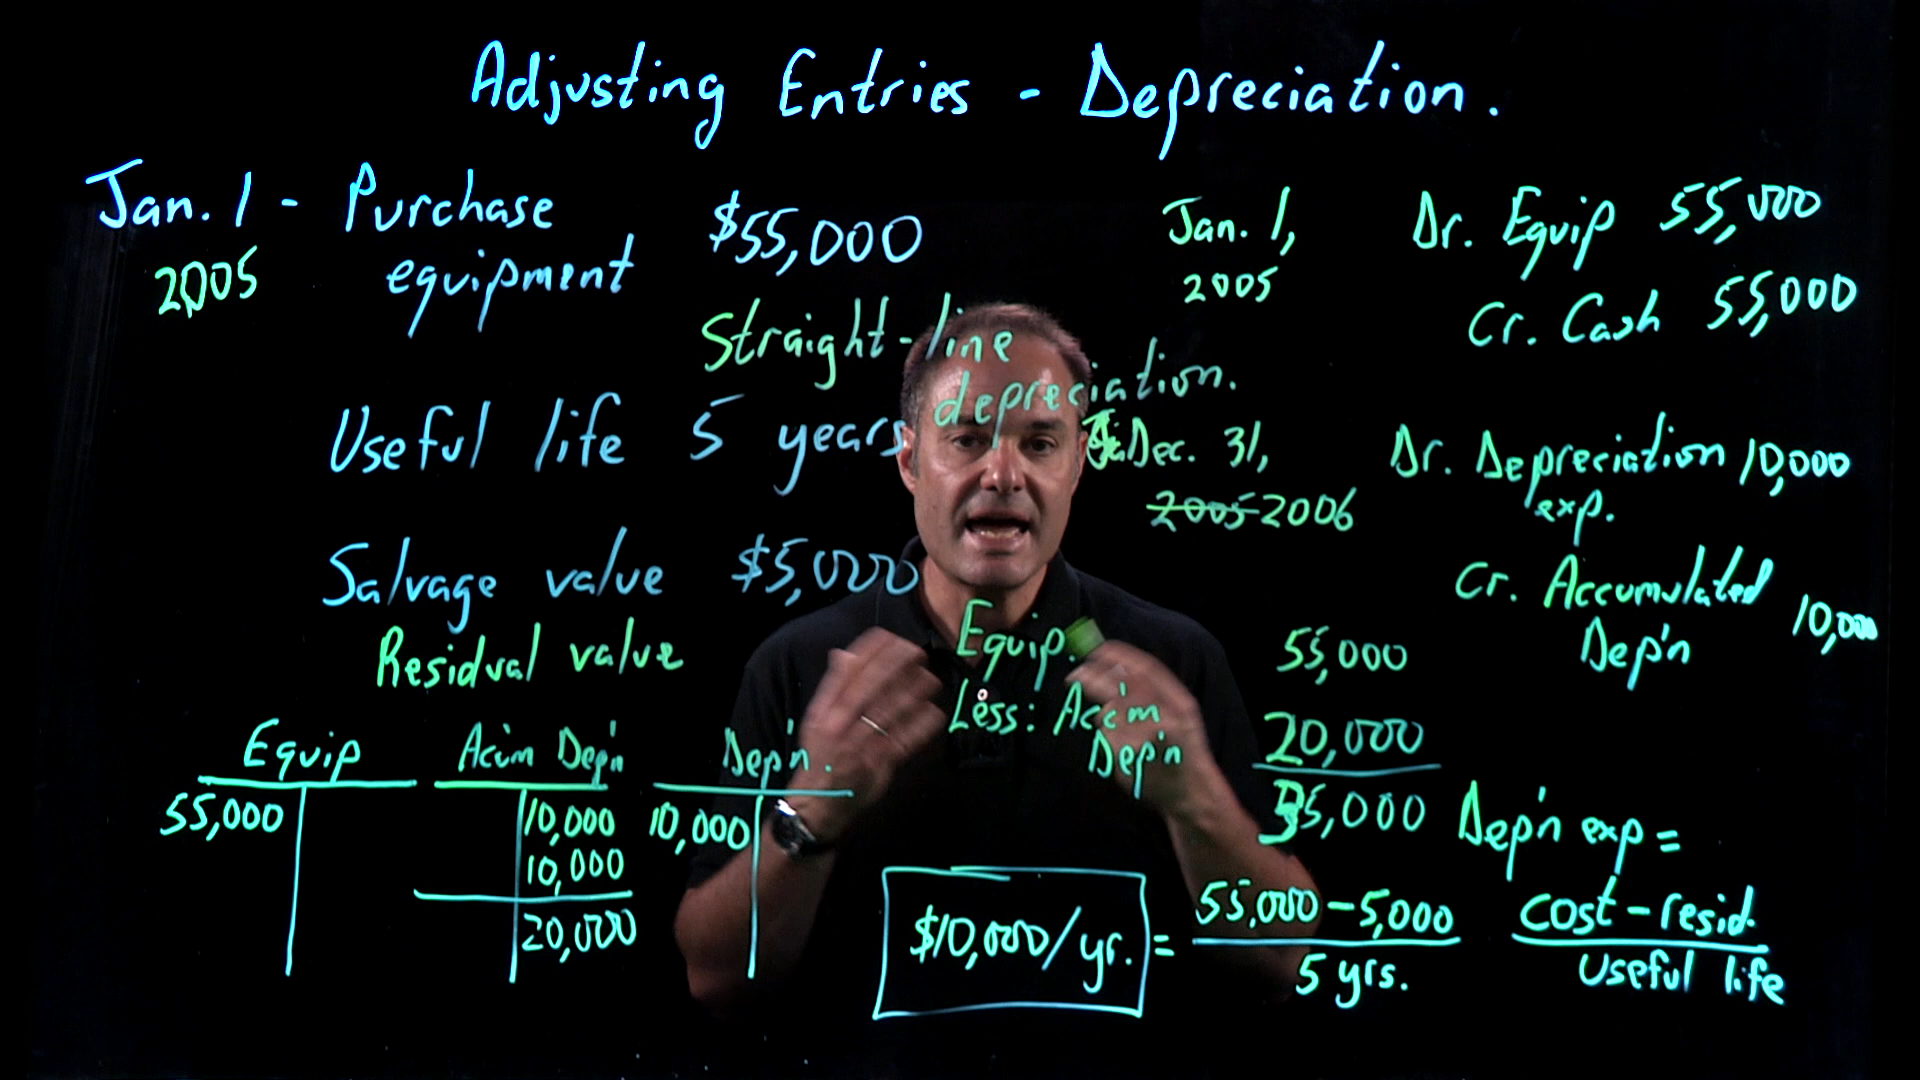 Adjusting Entries - Depreciation.
Jan. 1 - Purchase
2005 equipment $55,000
Straight-line
depreciation.
Useful life 5 years
Salvage value $5,000
Residual value
Jan. 1,
2005
Dr. Equip 55,000
Cr. Cash 55,000
Dec. 31,
2005 2006
Dr. Depreciation 10,000
exp.
Cr. Accumulated 10,000
Dep'n
Equip. 55,000
Less: Acc'm
Dep'n 20,000
35,000
Equip
55,000
Acc'm Dep'n
10,000
10,000
20,000
Dep'n.
10,000
Dep'n exp =
cost - resid.
useful life
$10,000/yr. = 55,000 - 5,000
5 yrs.